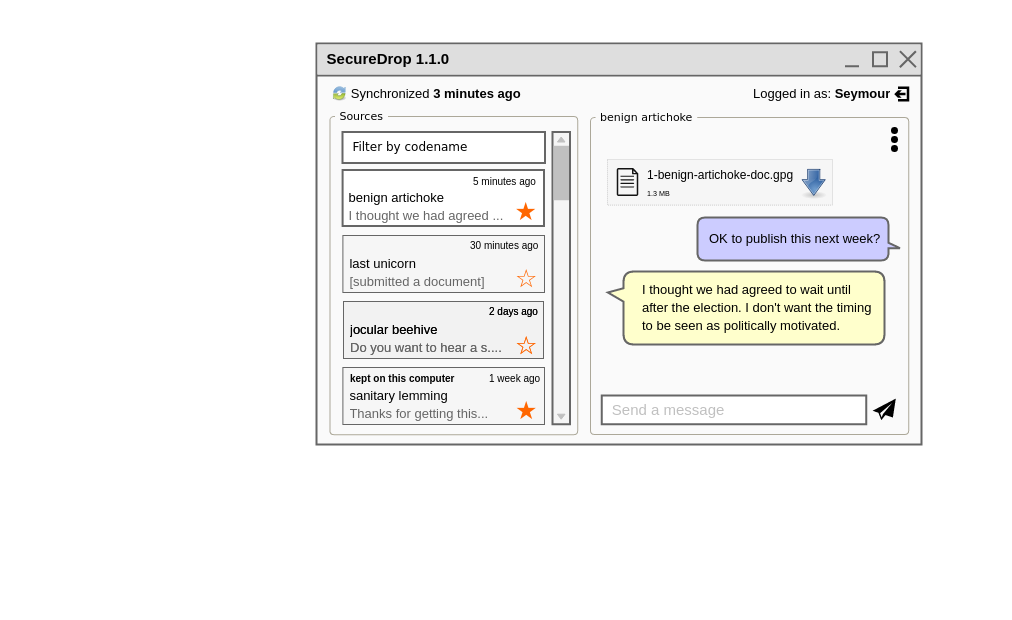 SecureDrop 1.1.0
Synchronized 3 minutes ago
Logged in as: Seymour
Sources
Filter by codename
5 minutes ago
benign artichoke
I thought we had agreed ...
30 minutes ago
last unicorn
[submitted a document]
2 days ago
jocular beehive
Do you want to hear a s....
kept on this computer
1 week ago
sanitary lemming
Thanks for getting this...
benign artichoke
1-benign-artichoke-doc.gpg
1.3 MB
OK to publish this next week?
I thought we had agreed to wait until
after the election. I don't want the timing
to be seen as politically motivated.
Send a message